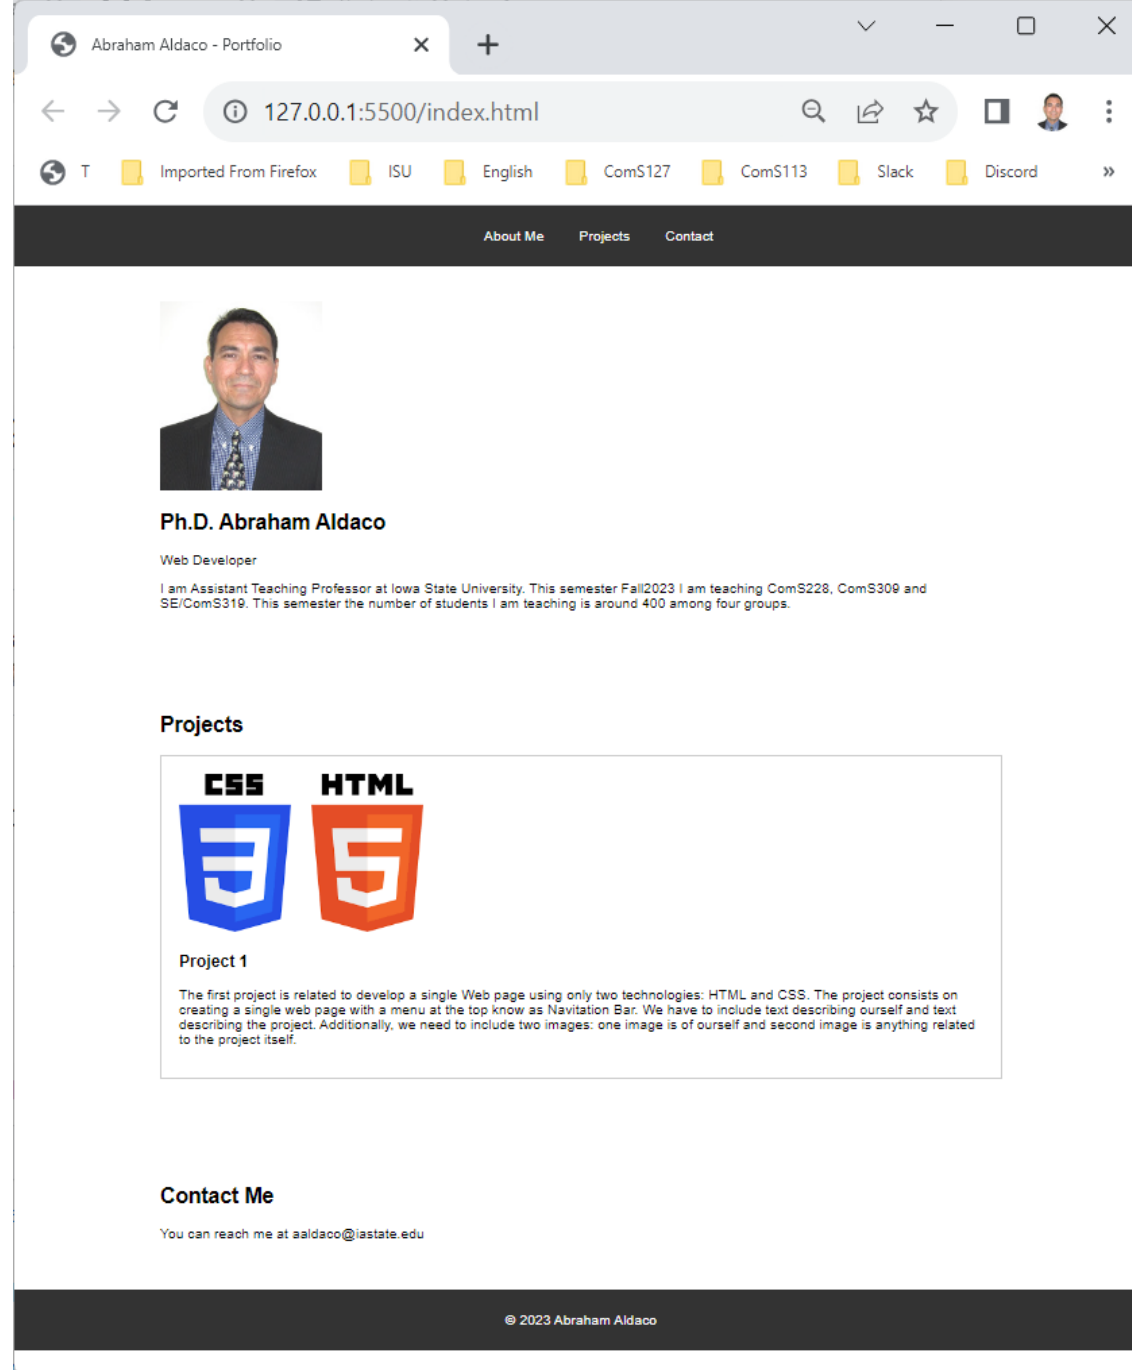 Abraham Aldaco - Portfolio
127.0.0.1:5500/index.html
T Imported From Firefox ISU English ComS127 ComS113 Slack Discord »
About Me Projects Contact
Ph.D. Abraham Aldaco
Web Developer
I am Assistant Teaching Professor at Iowa State University. This semester Fall2023 I am teaching ComS228, ComS309 and
SE/ComS319. This semester the number of students I am teaching is around 400 among four groups.
Projects
CSS HTML
3 5
Project 1
The first project is related to develop a single Web page using only two technologies: HTML and CSS. The project consists on
creating a single web page with a menu at the top know as Navitation Bar. We have to include text describing ourself and text
describing the project. Additionally, we need to include two images: one image is of ourself and second image is anything related
to the project itself.
Contact Me
You can reach me at aaldaco@iastate.edu
© 2023 Abraham Aldaco